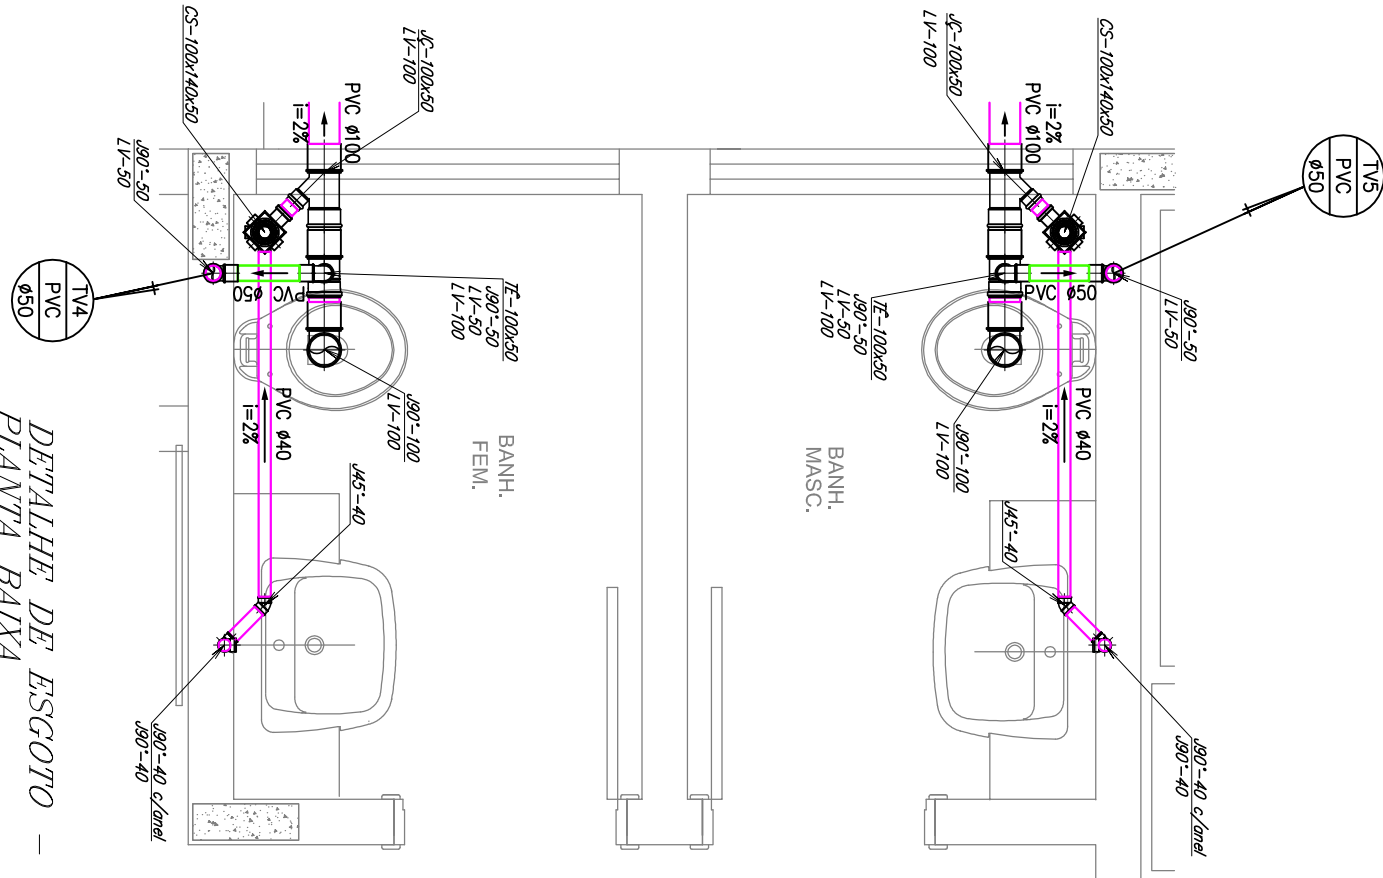 CS-100x140x50
JÇ-100x50
LV-100
PVC ø100
i=2%
J90°-50
LV-50
TV4
PVC
ø50
PVC ø50
TÊ-100x50
J90°-50
LV-50
LV-100
J90°-100
LV-100
PVC ø40
i=2%
J45°-40
BANH.
FEM.
J90°-40 c/anel
J90°-40
JÇ-100x50
LV-100
PVC ø100
i=2%
CS-100x140x50
TV5
PVC
ø50
J90°-50
LV-50
PVC ø50
TÊ-100x50
J90°-50
LV-50
LV-100
J90°-100
LV-100
PVC ø40
i=2%
J45°-40
BANH.
MASC.
J90°-40 c/anel
J90°-40
DETALHE DE ESGOTO –
PLANTA BAIXA